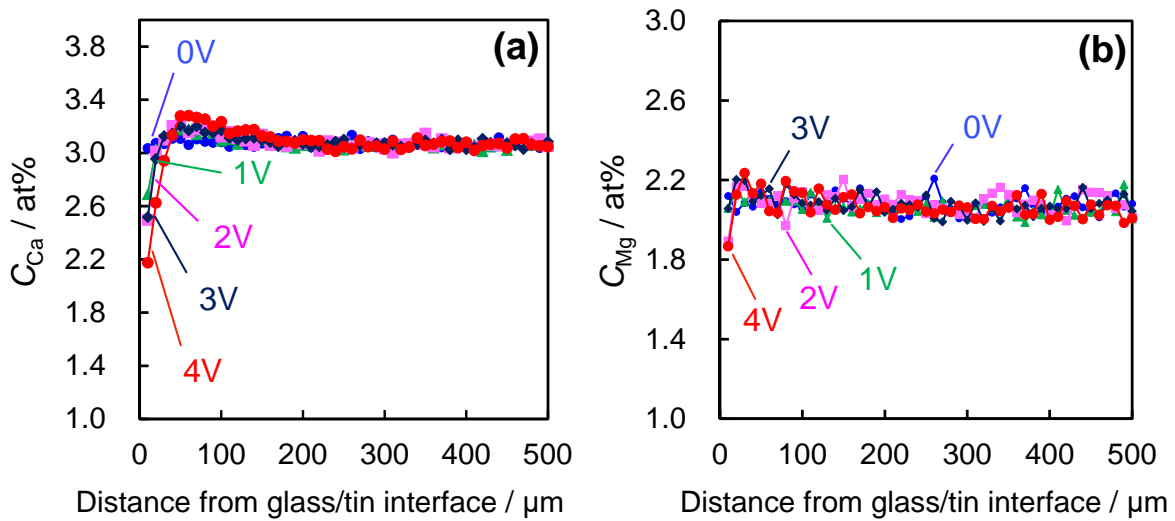 (a)
3.8
3.4
3.0
2.6
2.2
1.8
1.4
1.0
C_Ca / at%
0V
1V
2V
3V
4V
0 100 200 300 400 500
Distance from glass/tin interface / µm
(b)
3.0
2.6
2.2
1.8
1.4
1.0
C_Mg / at%
3V
0V
4V
2V
1V
0 100 200 300 400 500
Distance from glass/tin interface / µm